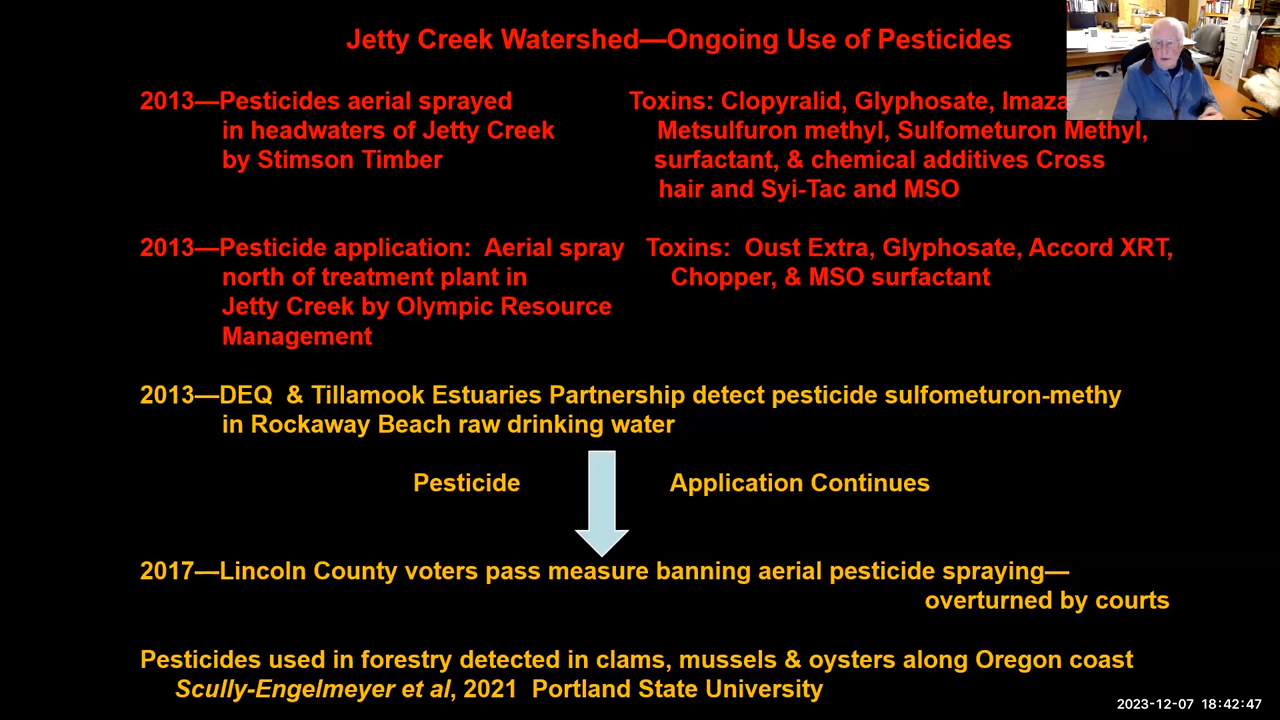 Jetty Creek Watershed—Ongoing Use of Pesticides
2013—Pesticides aerial sprayed
in headwaters of Jetty Creek
by Stimson Timber
Toxins: Clopyralid, Glyphosate,
Metsulfuron methyl, Sulfometuron Methyl,
surfactant, & chemical additives Cross
hair and Syi-Tac and MSO
2013—Pesticide application:  Aerial spray
north of treatment plant in
Jetty Creek by Olympic Resource
Management
Toxins:  Oust Extra, Glyphosate, Accord XRT,
Chopper, & MSO surfactant
2013—DEQ  & Tillamook Estuaries Partnership detect pesticide sulfometuron-methy
in Rockaway Beach raw drinking water
Pesticide Application Continues
2017—Lincoln County voters pass measure banning aerial pesticide spraying—
overturned by courts
Pesticides used in forestry detected in clams, mussels & oysters along Oregon coast
Scully-Engelmeyer et al, 2021  Portland State University
2023-12-07 18:42:47